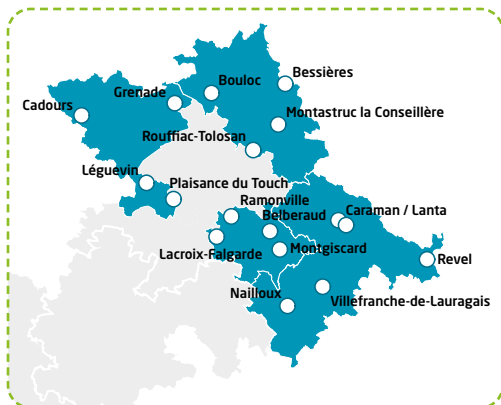 Bessières
Bouloc
Grenade
Cadours
Montastruc la Conseillère
Rouffiac-Tolosan
Léguevin
Plaisance du Touch
Ramonville
Belberaud
Caraman / Lanta
Lacroix-Falgarde
Montgiscard
Revel
Nailloux
Villefranche-de-Lauragais